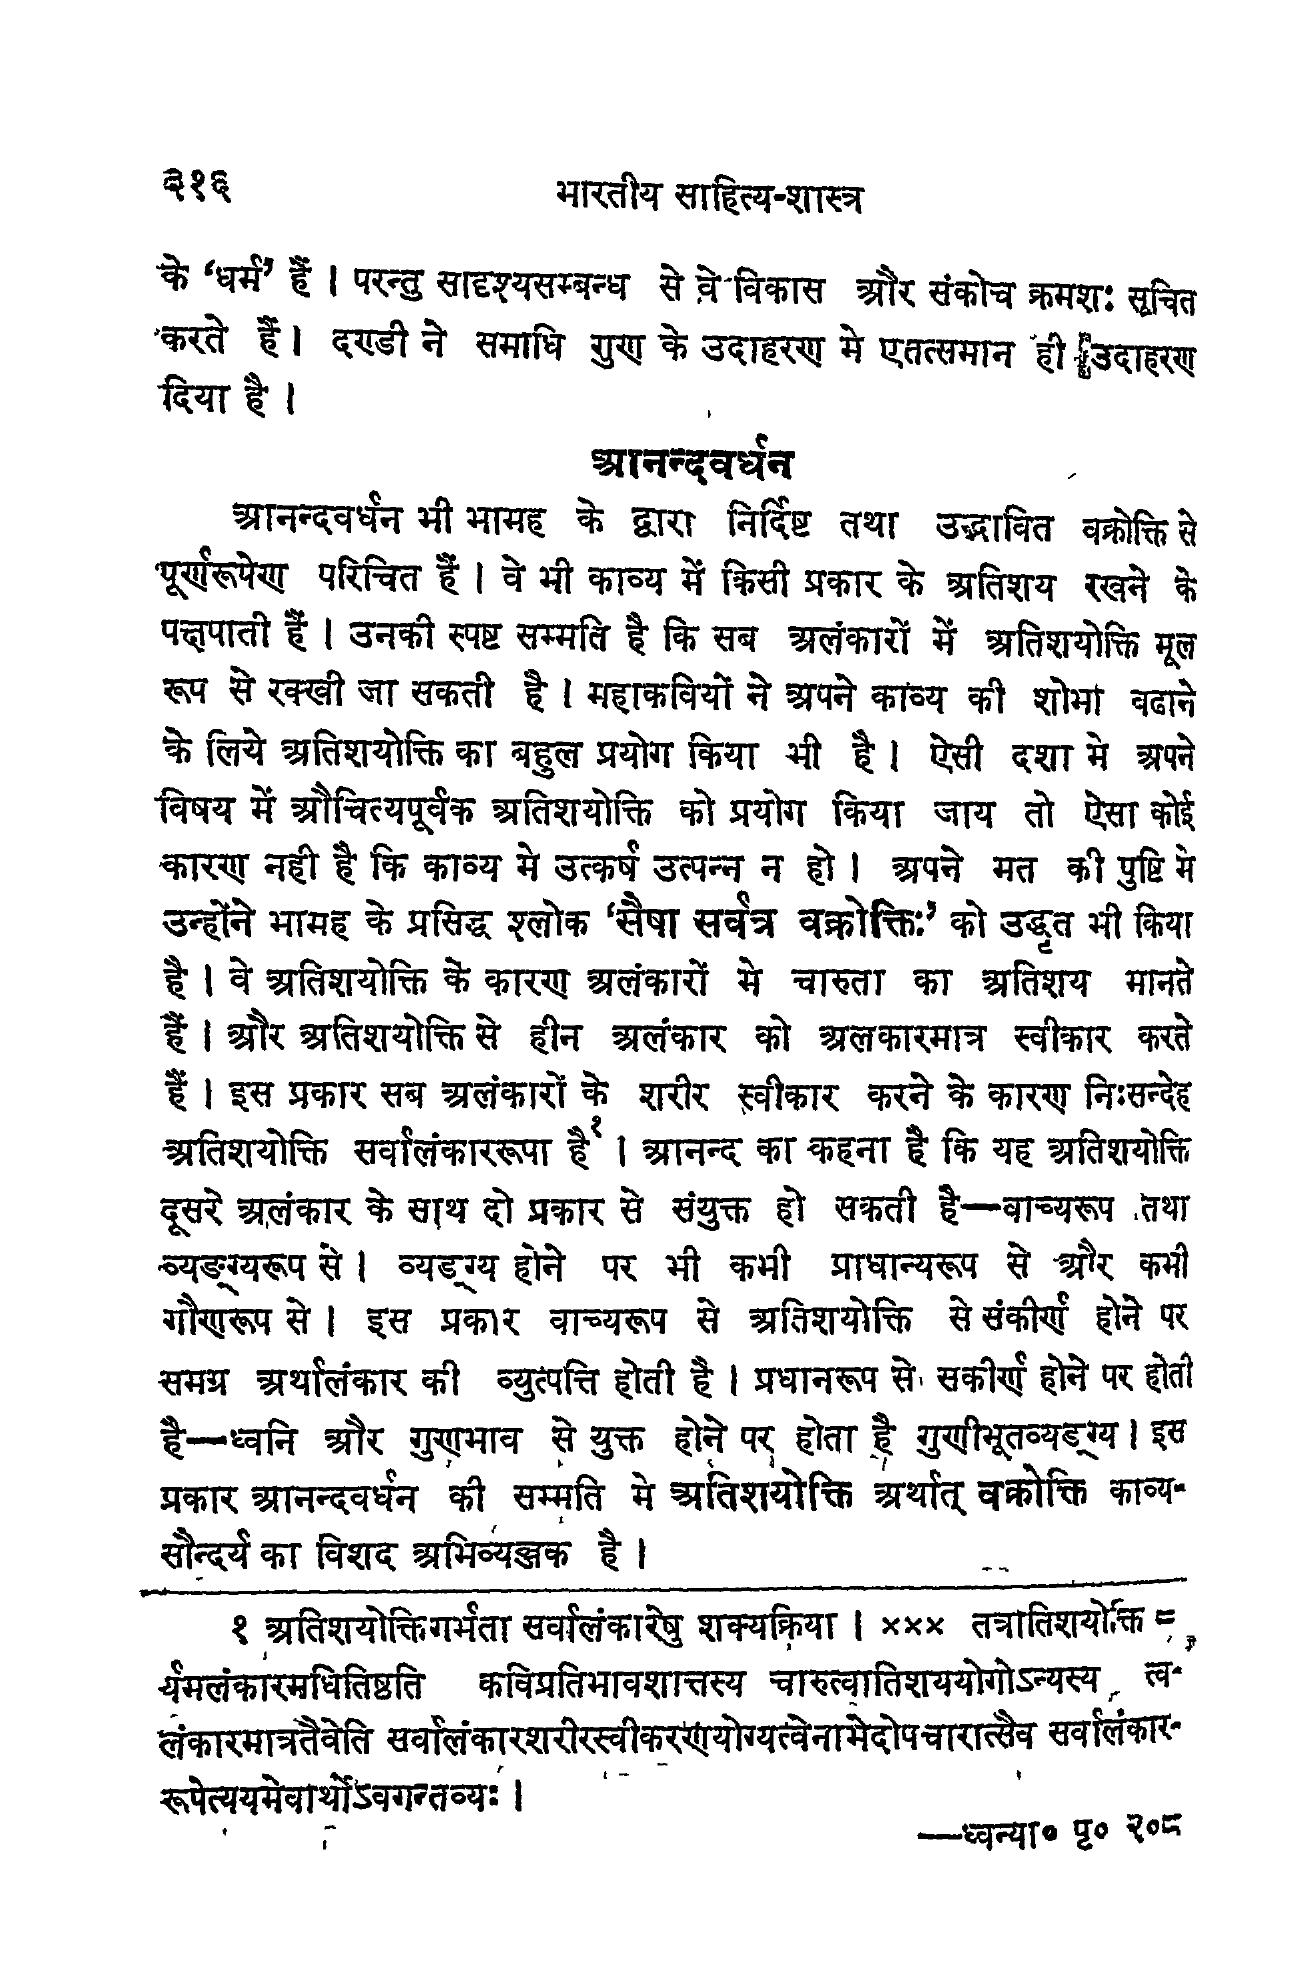 ३१६ भारतीय साहित्य-शास्त्र
के ‘धर्म’ हैं । परन्तु सादृश्यसम्बन्ध से वे विकास और संकोच क्रमशः सूचित
करते हैं । दण्डी ने समाधि गुण के उदाहरण मे एतत्समान ही उदाहरण
दिया है ।
आनन्दवर्धन
आनन्दवर्धन भी भामह के द्वारा निर्दिष्ट तथा उद्भावित वक्रोक्ति से
पूर्णरूपेण परिचित हैं । वे भी काव्य में किसी प्रकार के अतिशय रखने के
पक्षपाती हैं । उनकी स्पष्ट सम्मति है कि सब अलंकारों में अतिशयोक्ति मूल
रूप से रक्खी जा सकती है । महाकवियों ने अपने काव्य की शोभा वढाने
के लिये अतिशयोक्ति का बहुल प्रयोग किया भी है । ऐसी दशा मे अपने
विषय में औचित्यपूर्वक अतिशयोक्ति को प्रयोग किया जाय तो ऐसा कोई
कारण नही है कि काव्य मे उत्कर्ष उत्पन्न न हो । अपने मत की पुष्टि मे
उन्होंने भामह के प्रसिद्ध श्लोक ‘सैषा सर्वत्र वक्रोक्तिः’ को उद्धृत भी किया
है । वे अतिशयोक्ति के कारण अलंकारों मे चारुता का अतिशय मानते
हैं । और अतिशयोक्ति से हीन अलंकार को अलकारमात्र स्वीकार करते
हैं । इस प्रकार सब अलंकारों के शरीर स्वीकार करने के कारण निःसन्देह
अतिशयोक्ति सर्वालंकाररूपा है१ । आनन्द का कहना है कि यह अतिशयोक्ति
दूसरे अलंकार के साथ दो प्रकार से संयुक्त हो सकती है—वाच्यरूप तथा
व्यङ्ग्यरूप से । व्यङ्ग्य होने पर भी कभी प्राधान्यरूप से और कभी
गौणरूप से । इस प्रकार वाच्यरूप से अतिशयोक्ति से संकीर्ण होने पर
समग्र अर्थालंकार की व्युत्पत्ति होती है । प्रधानरूप से सकीर्ण होने पर होती
है—ध्वनि और गुणभाव से युक्त होने पर होता है गुणीभूतव्यङ्ग्य । इस
प्रकार आनन्दवर्धन की सम्मति मे अतिशयोक्ति अर्थात् वक्रोक्ति काव्य-
सौन्दर्य का विशद अभिव्यञ्जक है ।
१ अतिशयोक्तिगर्भता सर्वालंकारेषु शक्यक्रिया । ××× तत्रातिशयोक्ति =
र्यमलंकारमधितिष्ठति कविप्रतिभावशात्तस्य चारुत्वातिशययोगोऽन्यस्य त्व-
लंकारमात्रतैवेति सर्वालंकारशरीरस्वीकरणयोग्यत्वेनाभेदोपचारात्सैव सर्वालंकार-
रूपेत्ययमेवार्थोऽवगन्तव्यः ।
—ध्वन्या० पृ० २०८